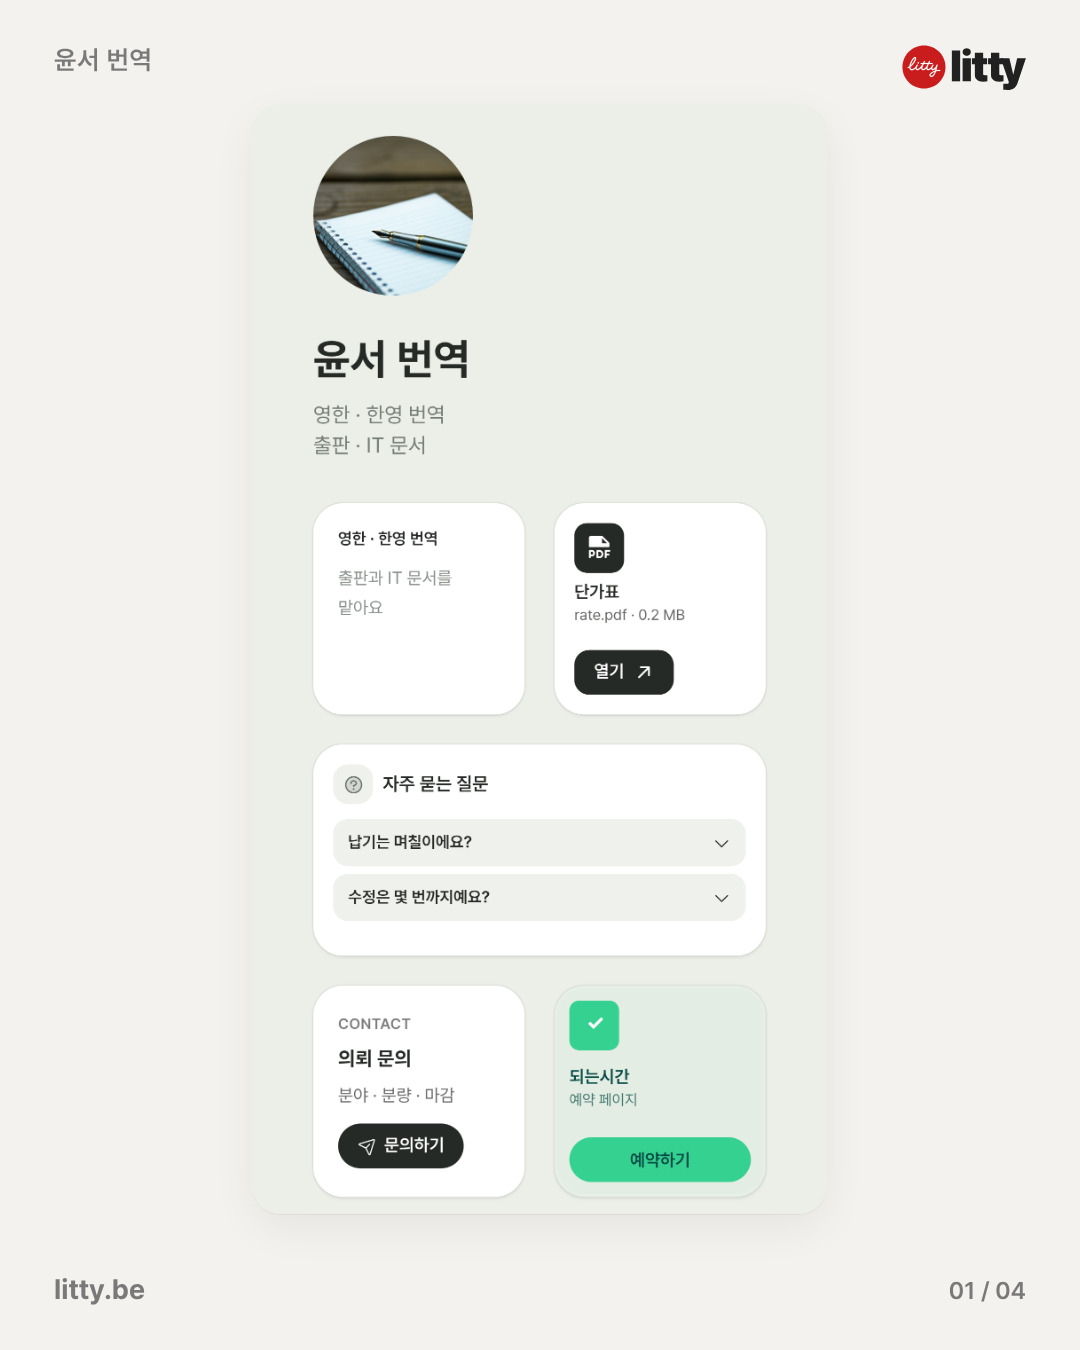 윤서 번역
litty litty
윤서 번역
영한 · 한영 번역
출판 · IT 문서
영한 · 한영 번역
출판과 IT 문서를
맡아요
PDF
단가표
rate.pdf · 0.2 MB
열기
자주 묻는 질문
납기는 며칠이에요?
수정은 몇 번까지예요?
CONTACT
의뢰 문의
분야 · 분량 · 마감
문의하기
되는시간
예약 페이지
예약하기
litty.be
01 / 04